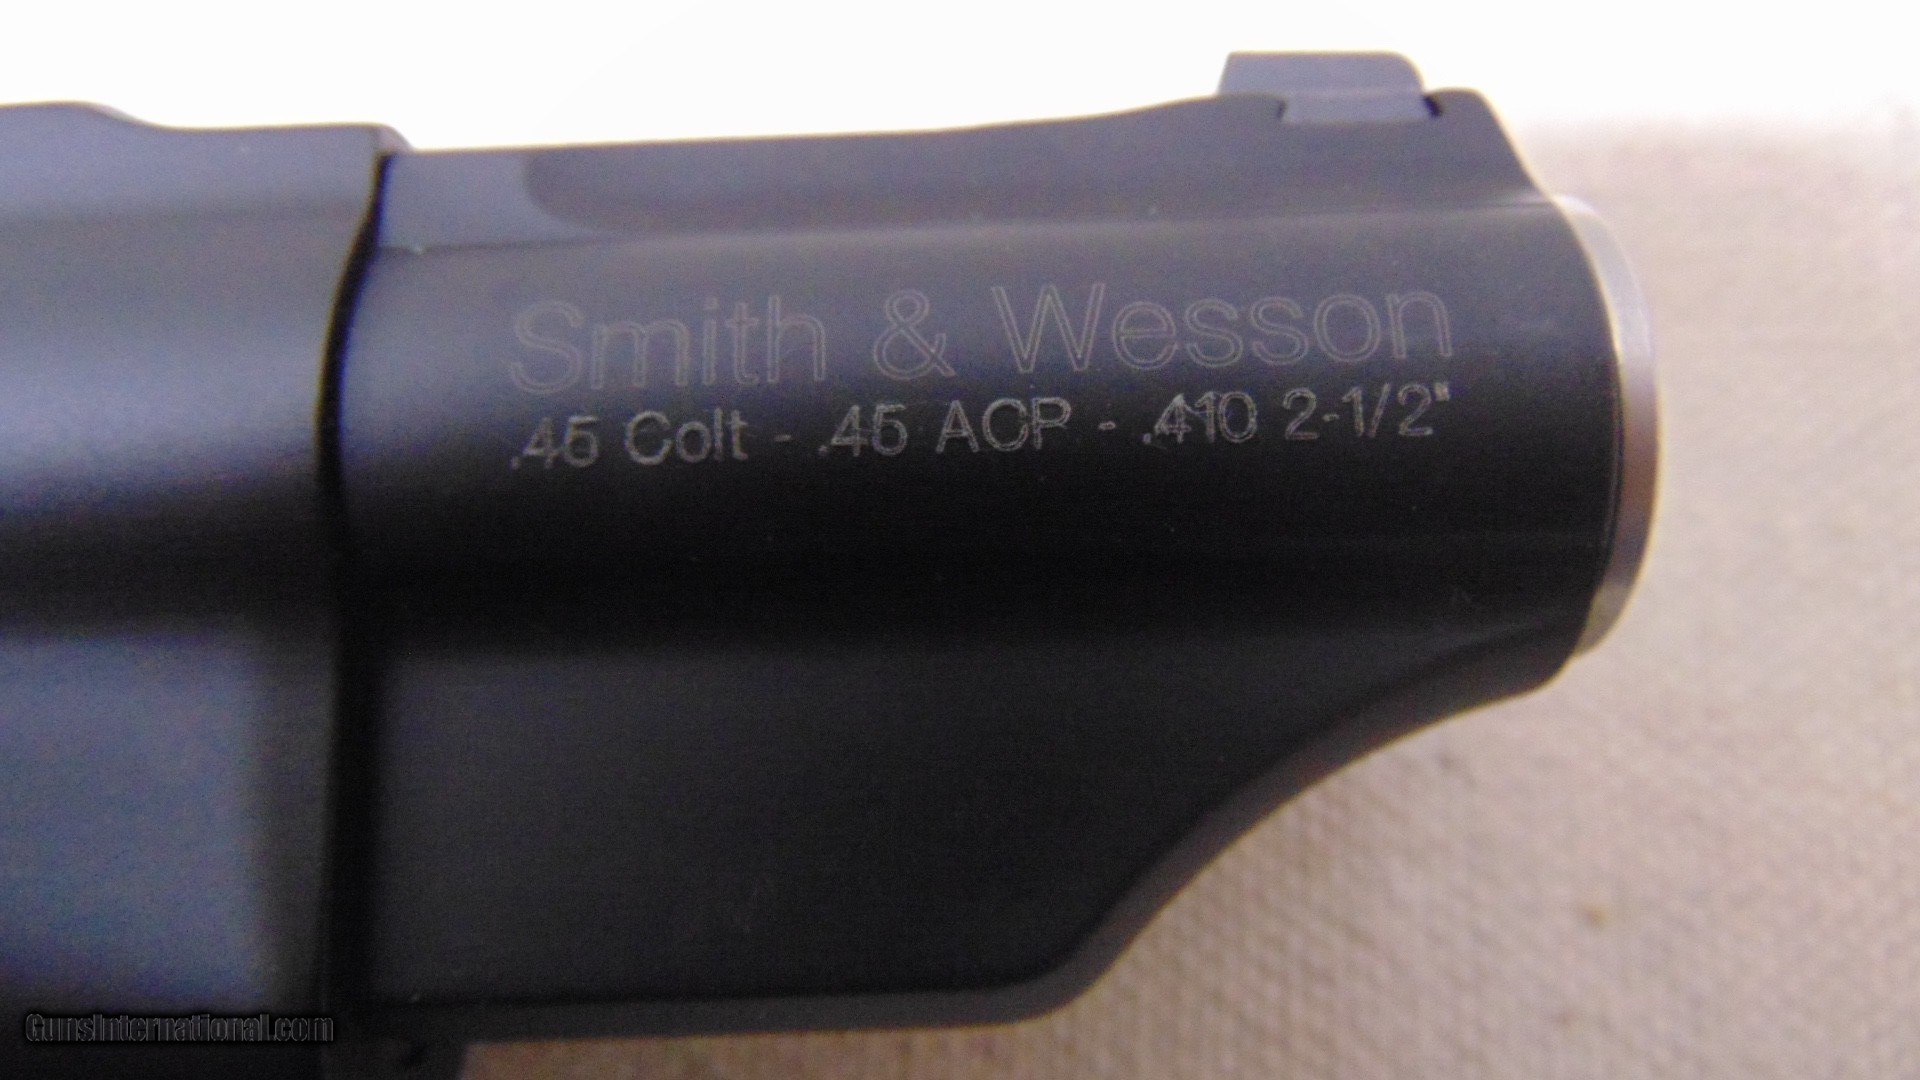 Smith & Wesson
.45 Colt - .45 ACP - .410 2-1/2"
GunsInternational.com